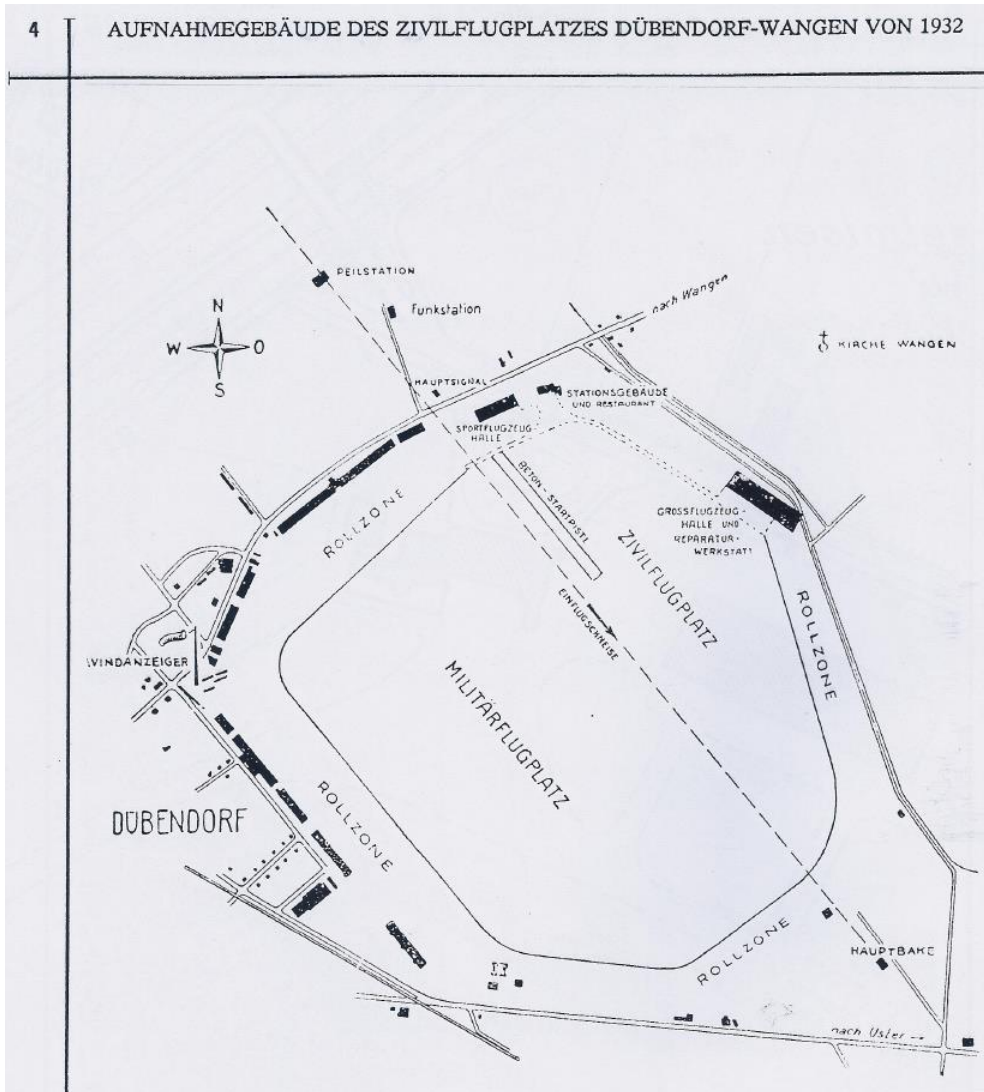 4
AUFNAHMEGEBÄUDE DES ZIVILFLUGPLATZES DÜBENDORF-WANGEN VON 1932
PEILSTATION
Funkstation
nach Wangen
N
W
O
S
KIRCHE WANGEN
HAUPTSIGNAL
STATIONSGEBÄUDE
UND RESTAURANT
SPORTFLUGZEUG
HALLE
BETON-STARTPISTE
ROLLZONE
GROSSFLUGZEUG-
HALLE UND
REPARATUR-
WERKSTATT
ZIVILFLUGPLATZ
EINFLUGSCHNEISE
ROLLZONE
WINDANZEIGER
MILITÄRFLUGPLATZ
DÜBENDORF
ROLLZONE
ROLLZONE
HAUPTBAKE
nach Uster